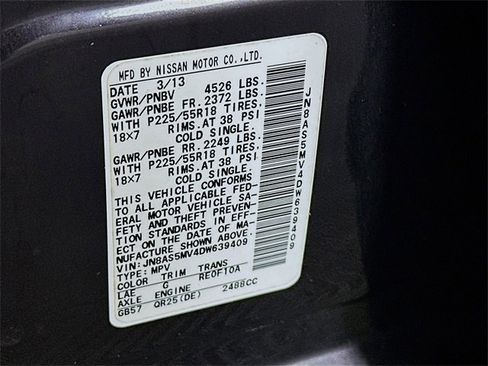 MFD BY NISSAN MOTOR CO.,LTD.
DATE 3/13
GVWR/PNBV 4526 LBS.
GAWR/PNBE FR. 2372 LBS.
WITH P225/55R18 TIRES.
18X7 RIMS.AT 38 PSI
COLD SINGLE.
GAWR/PNBE RR. 2249 LBS.
WITH P225/55R18 TIRES.
18X7 RIMS.AT 38 PSI
COLD SINGLE.
THIS VEHICLE CONFORMS
TO ALL APPLICABLE FED-
ERAL MOTOR VEHICLE SA-
FETY AND THEFT PREVEN-
TION STANDARDS IN EFF-
ECT ON THE DATE OF MA-
NUFACTURE SHOWN ABOVE.
VIN: JN8AS5MV4DW639409
TYPE: MPV
COLOR TRIM TRANS
LAE G RE0F10A
AXLE ENGINE
GB57 QR25(DE) 2488CC
JN8AS5MV4DW639409